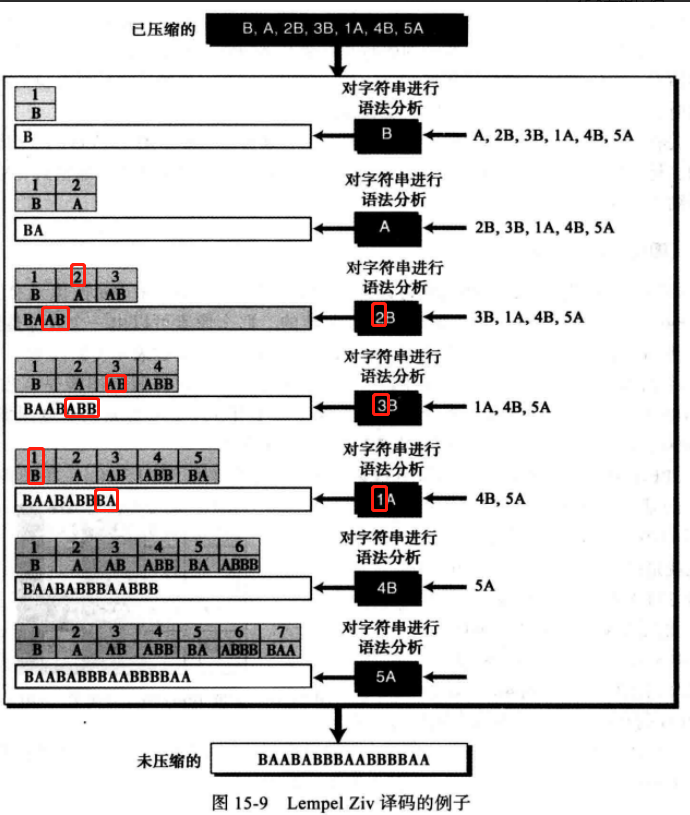 已压缩的
B, A, 2B, 3B, 1A, 4B, 5A
对字符串进行
语法分析
1
B
B
B
A, 2B, 3B, 1A, 4B, 5A
对字符串进行
语法分析
1 2
B A
BA
A
2B, 3B, 1A, 4B, 5A
对字符串进行
语法分析
1 2 3
B A AB
BAAB
2B
3B, 1A, 4B, 5A
对字符串进行
语法分析
1 2 3 4
B A AB ABB
BAABABB
3B
1A, 4B, 5A
对字符串进行
语法分析
1 2 3 4 5
B A AB ABB BA
BAABABBBA
1A
4B, 5A
对字符串进行
语法分析
1 2 3 4 5 6
B A AB ABB BA ABBB
BAABABBBAABBB
4B
5A
对字符串进行
语法分析
1 2 3 4 5 6 7
B A AB ABB BA ABBB BAA
BAABABBBAABBBBAA
5A
未压缩的
BAABABBBAABBBBAA
图 15-9 Lempel Ziv 译码的例子